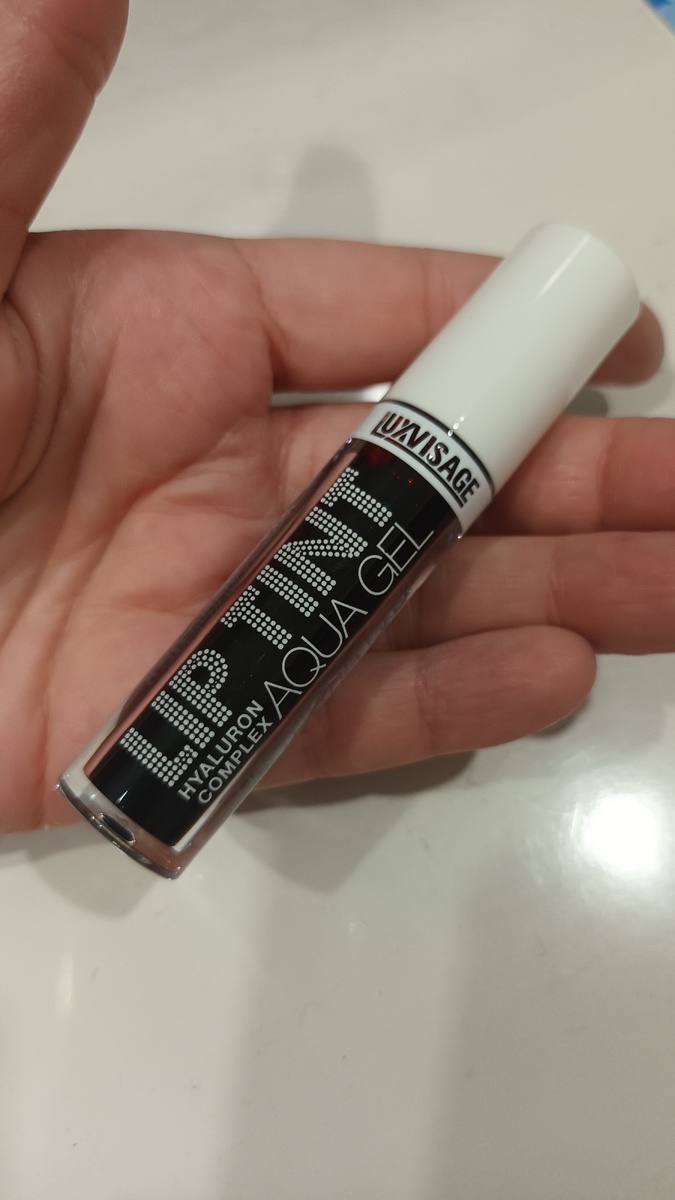 LUXVISAGE
LIP TINT
AQUA GEL
HYALURON
COMPLEX